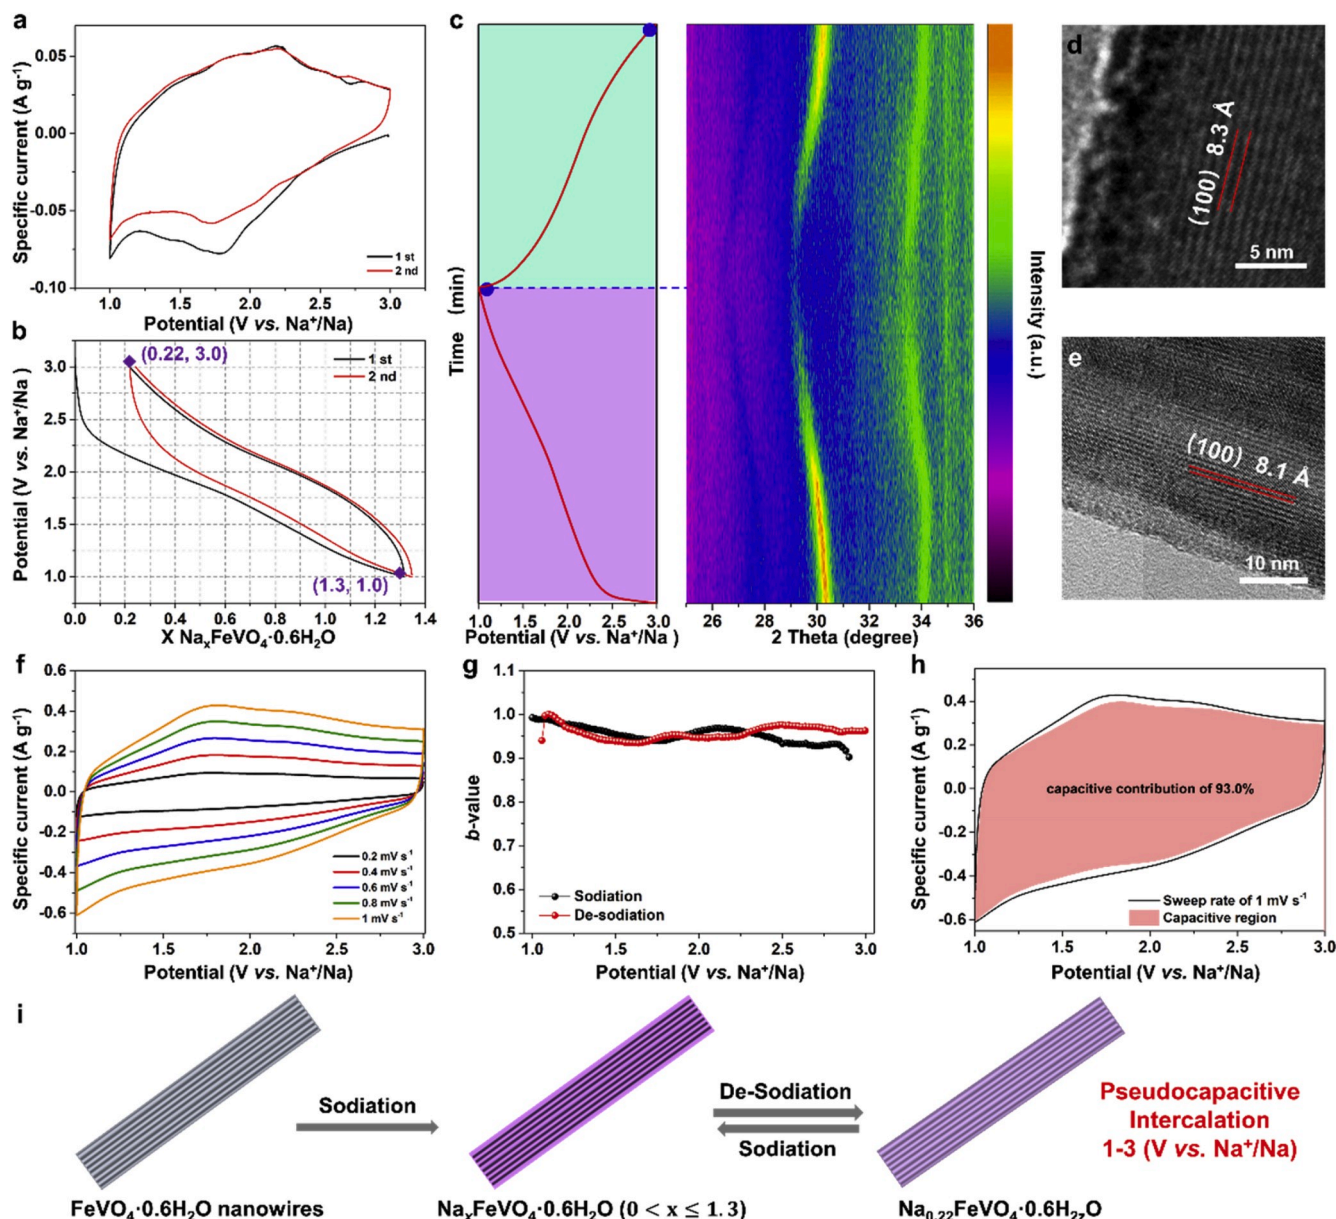 a
Specific current (A g⁻¹)
0.05
0.00
-0.05
-0.10
1.0 1.5 2.0 2.5 3.0
Potential (V vs. Na⁺/Na)
1 st
2 nd
b
Potential (V vs. Na⁺/Na)
3.0
2.5
2.0
1.5
1.0
(0.22, 3.0)
1 st
2 nd
(1.3, 1.0)
0.0 0.2 0.4 0.6 0.8 1.0 1.2 1.4
X NaₓFeVO₄·0.6H₂O
c
Time (min)
1.0 1.5 2.0 2.5 3.0
Potential (V vs. Na⁺/Na )
26 28 30 32 34 36
2 Theta (degree)
Intensity (a.u.)
d
(100) 8.3 Å
5 nm
e
(100) 8.1 Å
10 nm
f
Specific current (A g⁻¹)
0.6
0.4
0.2
0.0
-0.2
-0.4
-0.6
0.2 mV s⁻¹
0.4 mV s⁻¹
0.6 mV s⁻¹
0.8 mV s⁻¹
1 mV s⁻¹
1.0 1.5 2.0 2.5 3.0
Potential (V vs. Na⁺/Na)
g
b-value
1.1
1.0
0.9
0.8
1.0
0.6
0.5
Sodiation
De-sodiation
1.0 1.5 2.0 2.5 3.0
Potential (V vs. Na⁺/Na)
h
Specific current (A g⁻¹)
0.4
0.2
0.0
-0.2
-0.4
-0.6
capacitive contribution of 93.0%
Sweep rate of 1 mV s⁻¹
Capacitive region
1.0 1.5 2.0 2.5 3.0
Potential (V vs. Na⁺/Na)
i
Sodiation
De-Sodiation
Sodiation
Pseudocapacitive
Intercalation
1-3 (V vs. Na⁺/Na)
FeVO₄·0.6H₂O nanowires
NaₓFeVO₄·0.6H₂O (0 < x ≤ 1.3)
Na₀.₂₂FeVO₄·0.6H_zO